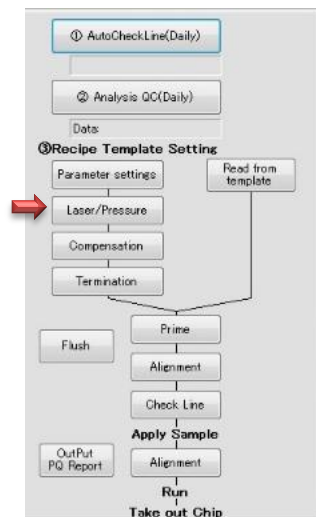 ① AutoCheckLine(Daily)
② Analysis QC(Daily)
Data:
③Recipe Template Setting
Parameter settings
Read from
template
Laser/Pressure
Compensation
Termination
Prime
Flush
Alignment
Check Line
Apply Sample
OutPut
PQ Report
Alignment
Run
Take out Chip